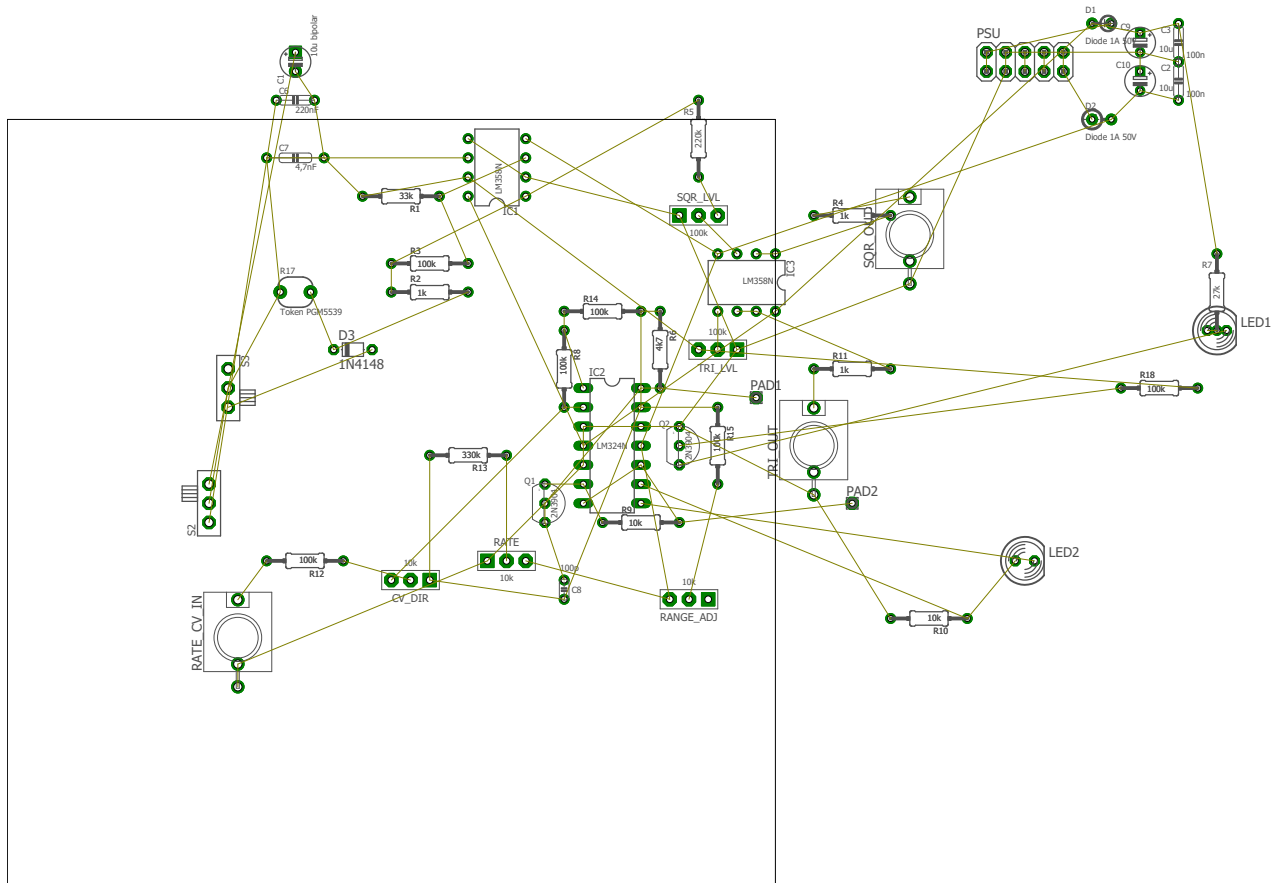 10u bipolar
C1
C6
220nF
C7
4,7nF
33k
R1
LM358N
IC1
R5
220k
SQR_LVL
100k
R3
100k
R2
1k
R17
Token PGM5539
D3
1N4148
S3
S2
R14
100k
R8
100k
R6
4k7
IC2
LM324N
100k
TRI_LVL
LM358N
IC3
PAD1
Q2
2N3904
100k
R15
330k
R13
Q1
2N3904
R9
10k
PAD2
RATE
10k
100k
R12
10k
CV_DIR
100p
C8
10k
RANGE_ADJ
RATE_CV_IN
PSU
D1
Diode 1A 50V
C9
10u
C3
100n
C10
10u
C2
100n
D2
Diode 1A 50V
R4
1k
SQR_OUT
R7
27k
LED1
R11
1k
R18
100k
TRI_OUT
LED2
10k
R10